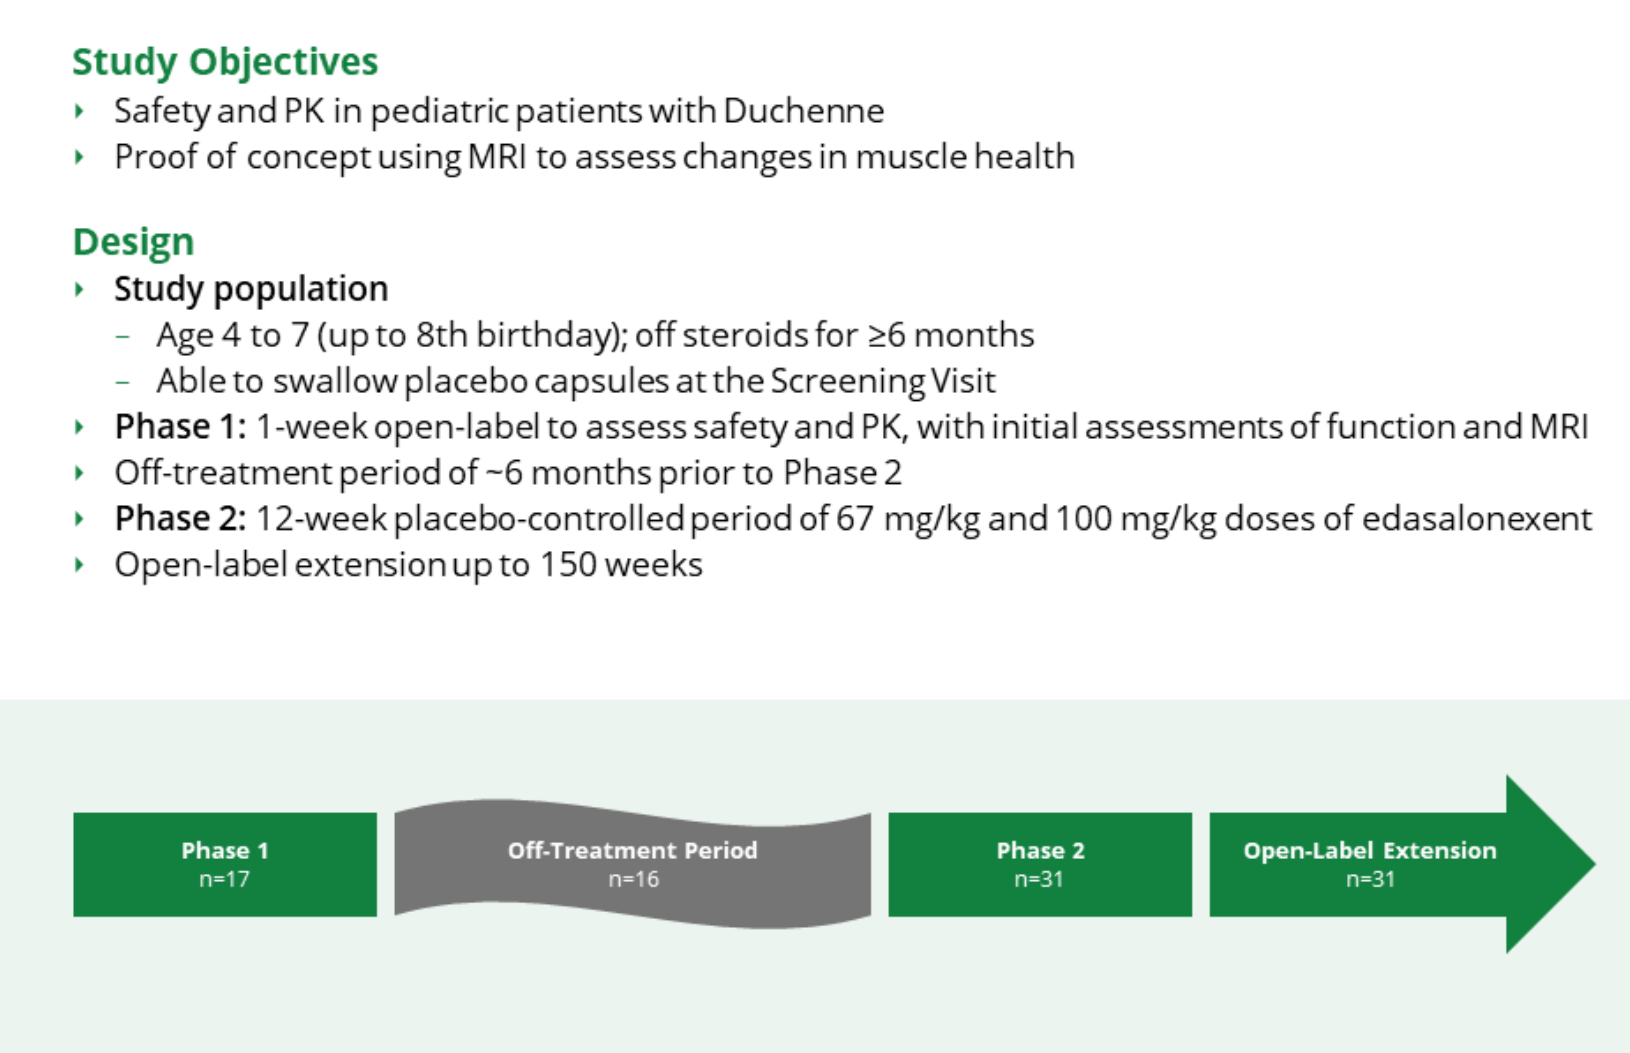 Study Objectives
Safety and PK in pediatric patients with Duchenne
Proof of concept using MRI to assess changes in muscle health
Design
Study population
– Age 4 to 7 (up to 8th birthday); off steroids for ≥6 months
– Able to swallow placebo capsules at the Screening Visit
Phase 1: 1-week open-label to assess safety and PK, with initial assessments of function and MRI
Off-treatment period of ~6 months prior to Phase 2
Phase 2: 12-week placebo-controlled period of 67 mg/kg and 100 mg/kg doses of edasalonexent
Open-label extension up to 150 weeks
Phase 1
n=17
Off-Treatment Period
n=16
Phase 2
n=31
Open-Label Extension
n=31